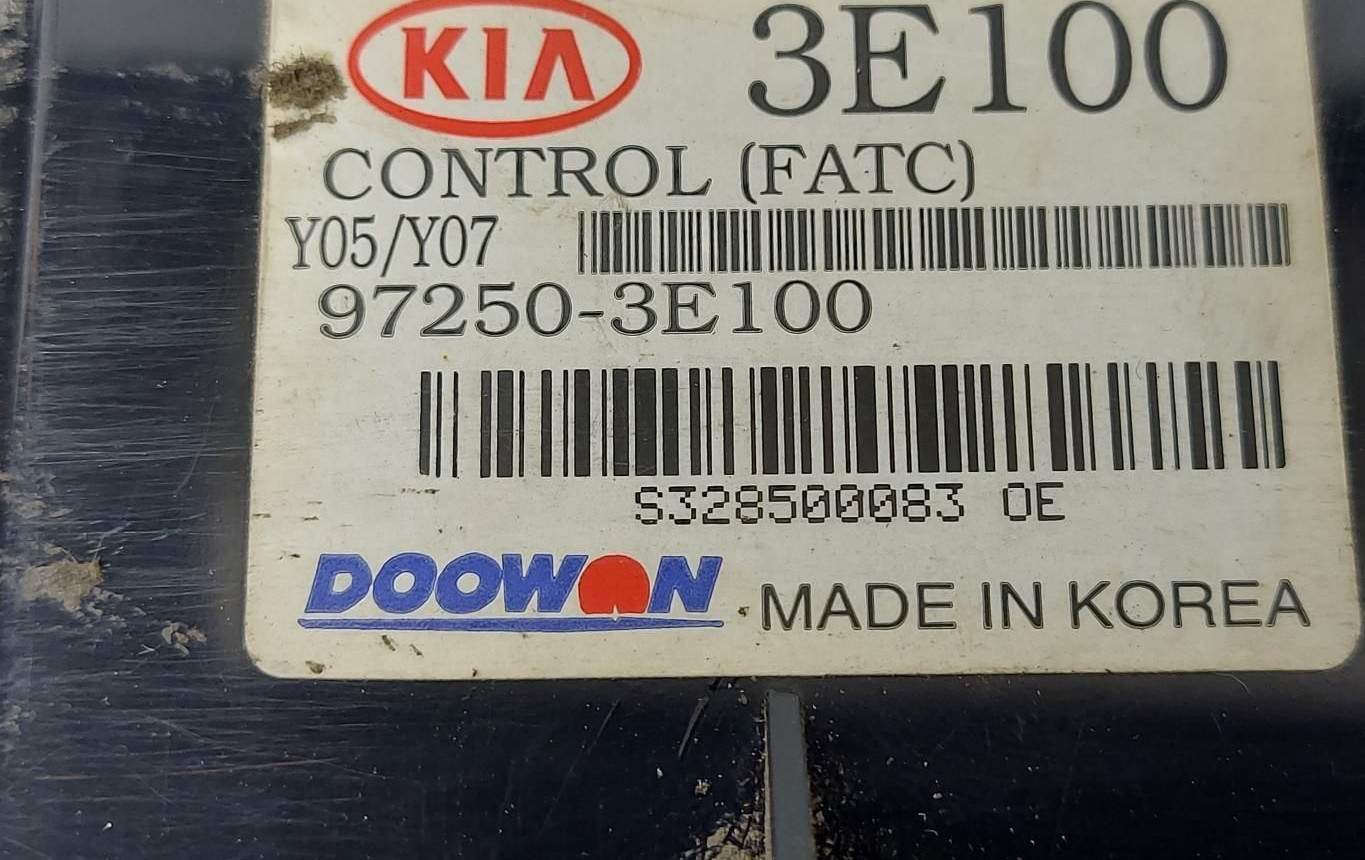 KIA 3E100
CONTROL (FATC)
Y05/Y07
97250-3E100
S328500083 0E
DOOWON MADE IN KOREA